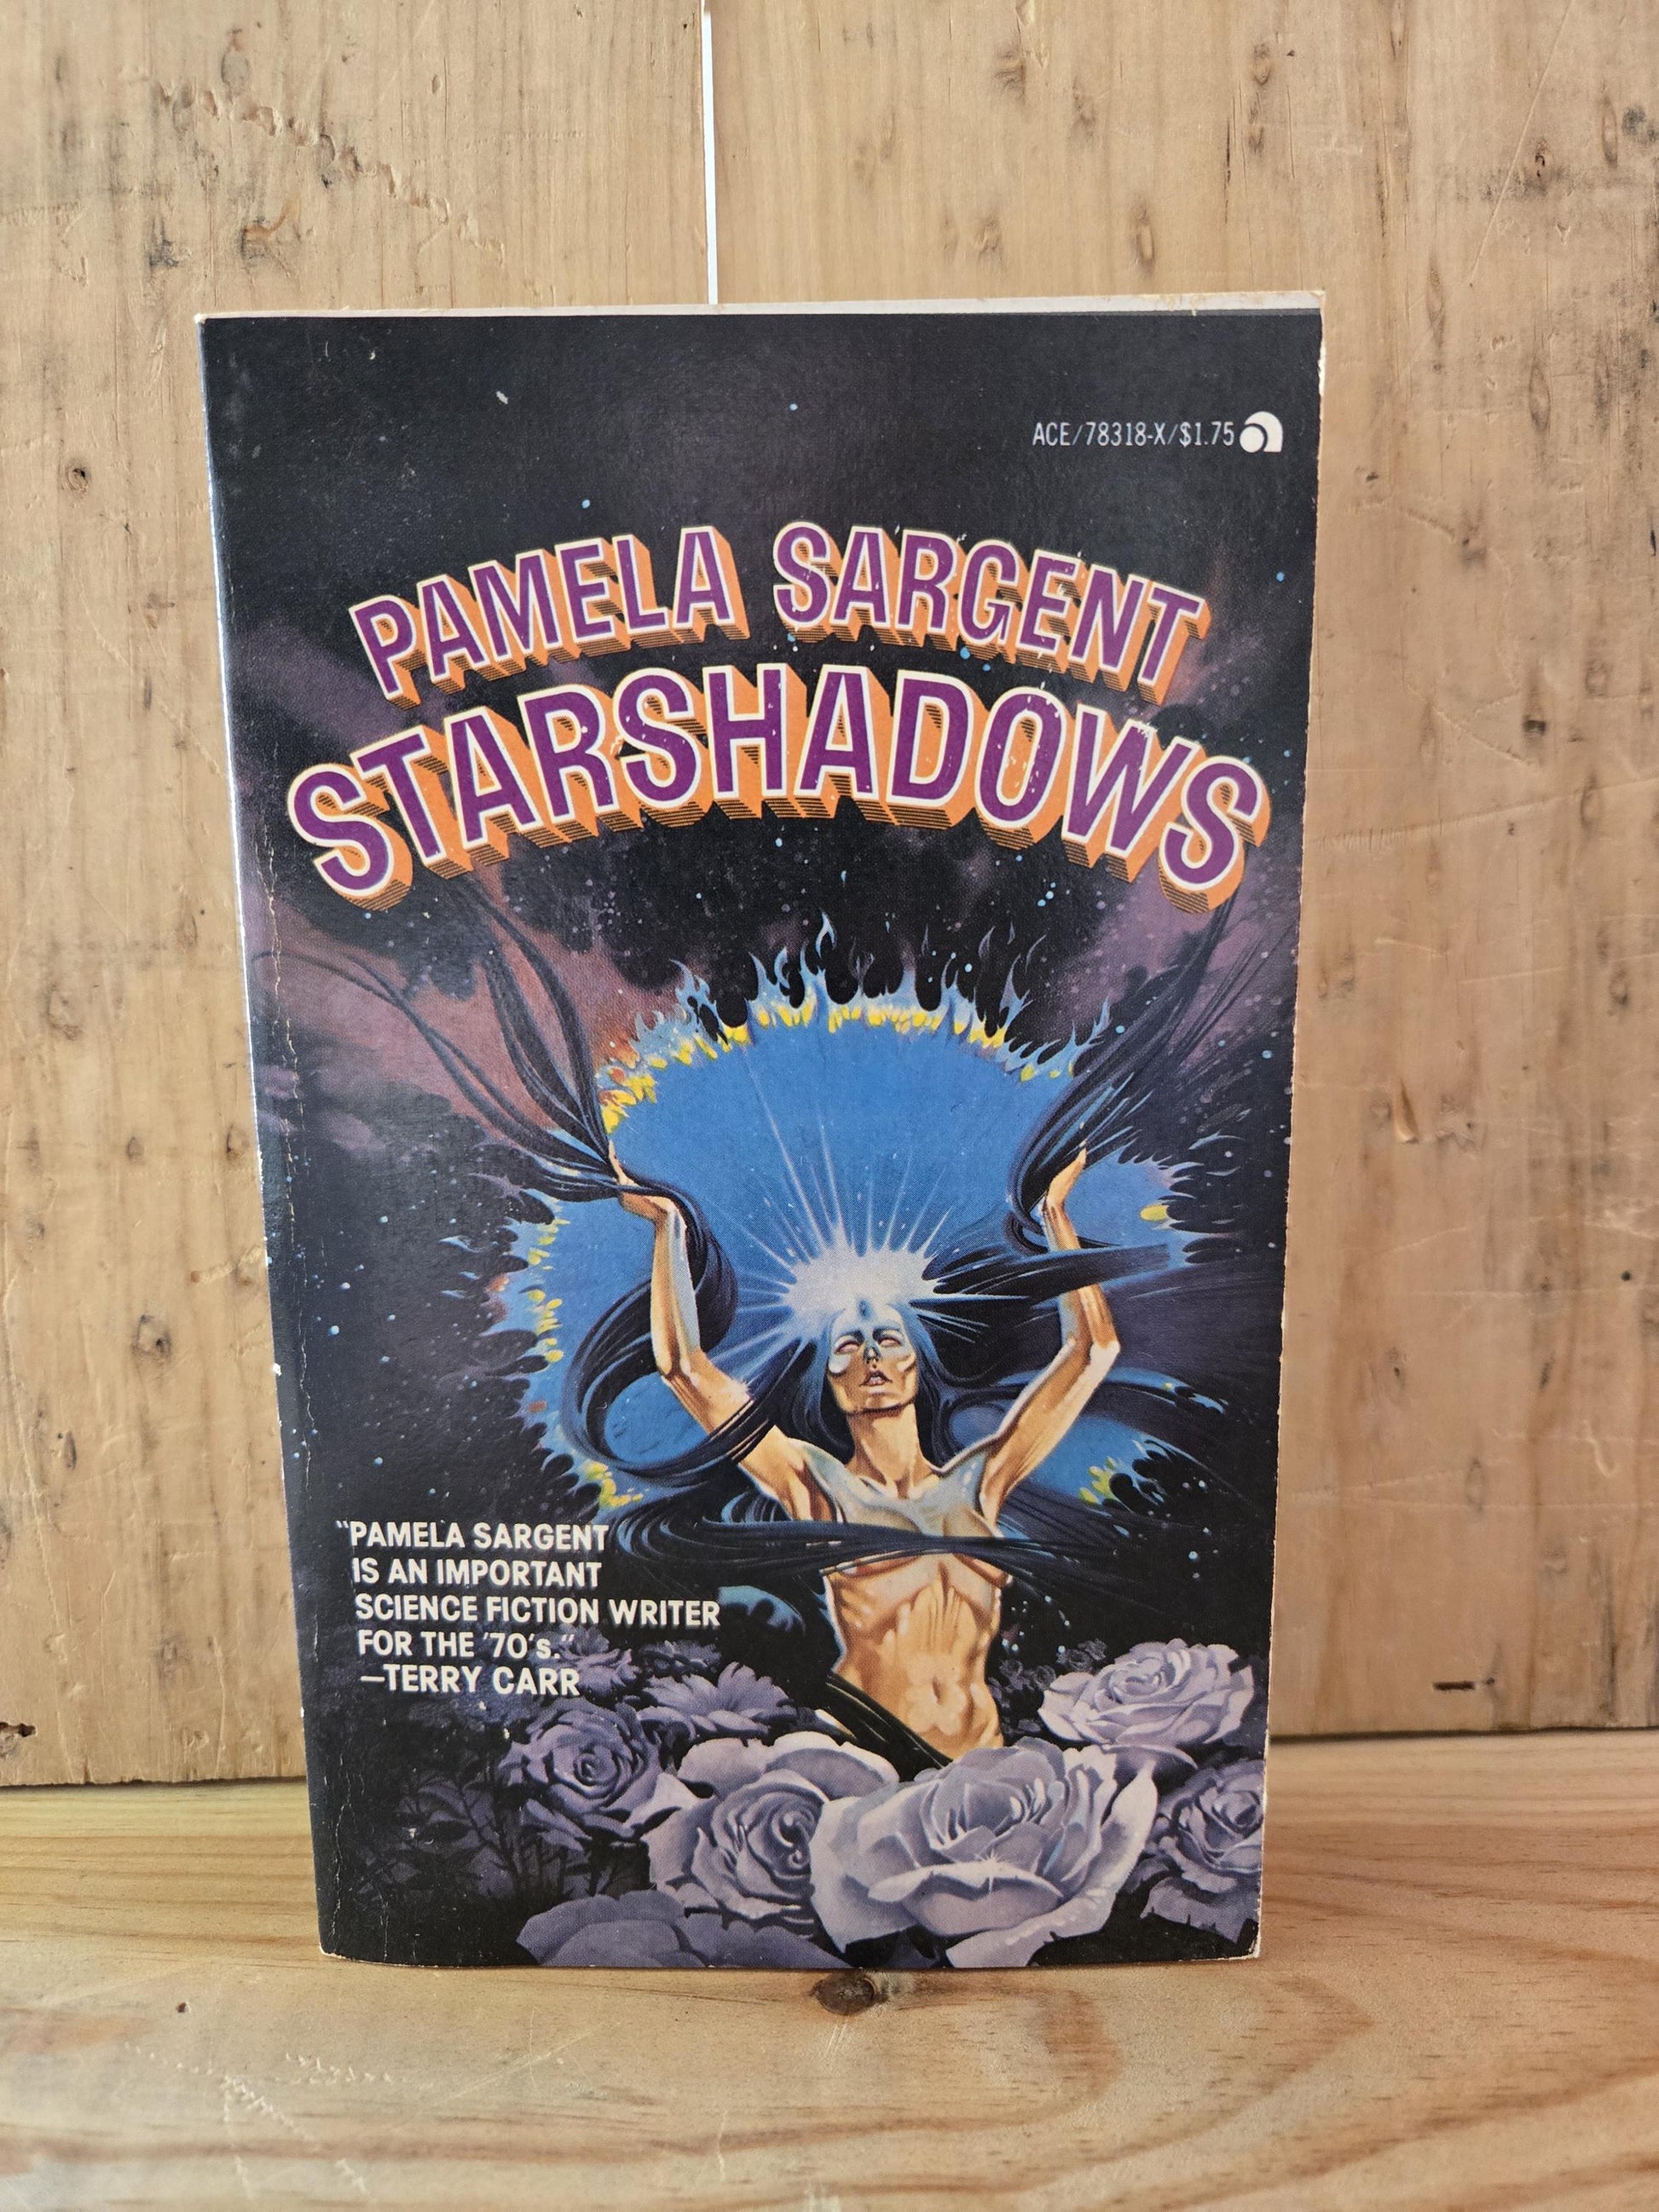 ACE/78318-X/$1.75
PAMELA SARGENT
STARSHADOWS
"PAMELA SARGENT
IS AN IMPORTANT
SCIENCE FICTION WRITER
FOR THE '70's."
—TERRY CARR